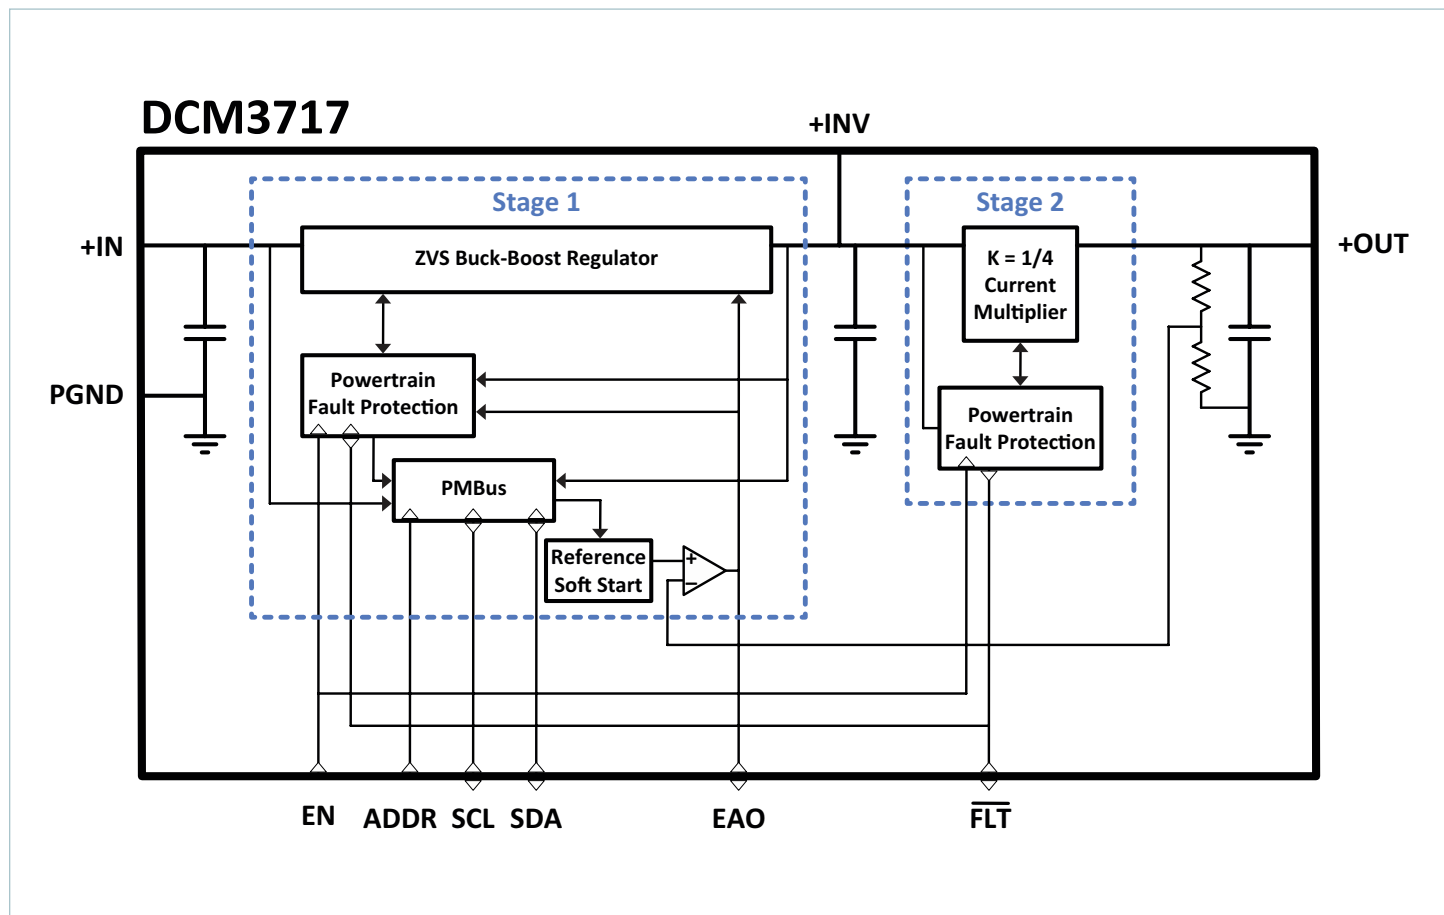 DCM3717
+INV
Stage 1
Stage 2
+IN
ZVS Buck-Boost Regulator
K = 1/4
Current
Multiplier
+OUT
PGND
Powertrain
Fault Protection
Powertrain
Fault Protection
PMBus
Reference
Soft Start
+
−
EN
ADDR
SCL
SDA
EAO
F̅L̅T̅